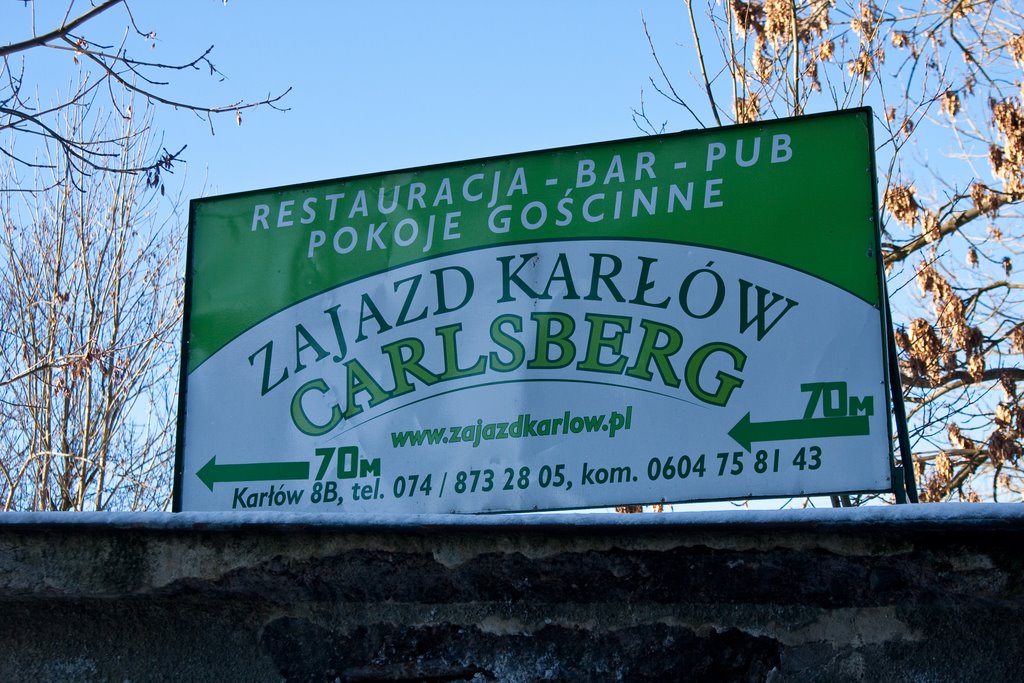 RESTAURACJA - BAR - PUB
POKOJE GOŚCINNE
ZAJAZD KARŁÓW
CARLSBERG
www.zajazdkarlow.pl
70M
70M
Karłów 8B, tel. 074 / 873 28 05, kom. 0604 75 81 43